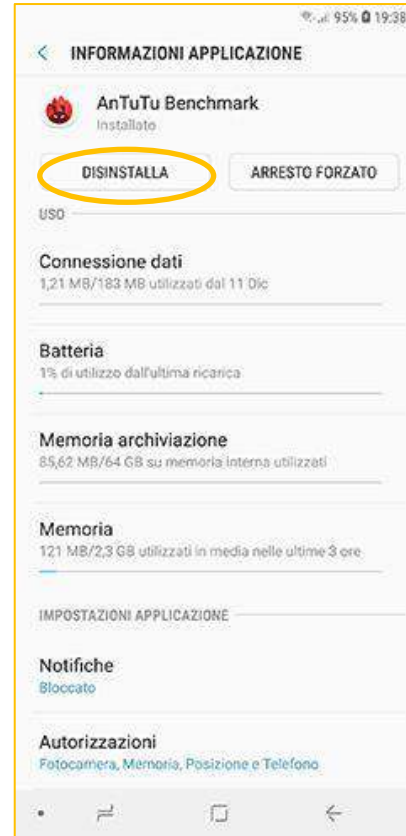 95% 19:38
INFORMAZIONI APPLICAZIONE
AnTuTu Benchmark
Installato
DISINSTALLA ARRESTO FORZATO
USO
Connessione dati
1,21 MB/183 MB utilizzati dal 11 Dic
Batteria
1% di utilizzo dall'ultima ricarica
Memoria archiviazione
85,62 MB/64 GB su memoria interna utilizzati
Memoria
121 MB/2,3 GB utilizzati in media nelle ultime 3 ore
IMPOSTAZIONI APPLICAZIONE
Notifiche
Bloccato
Autorizzazioni
Fotocamera, Memoria, Posizione e Telefono